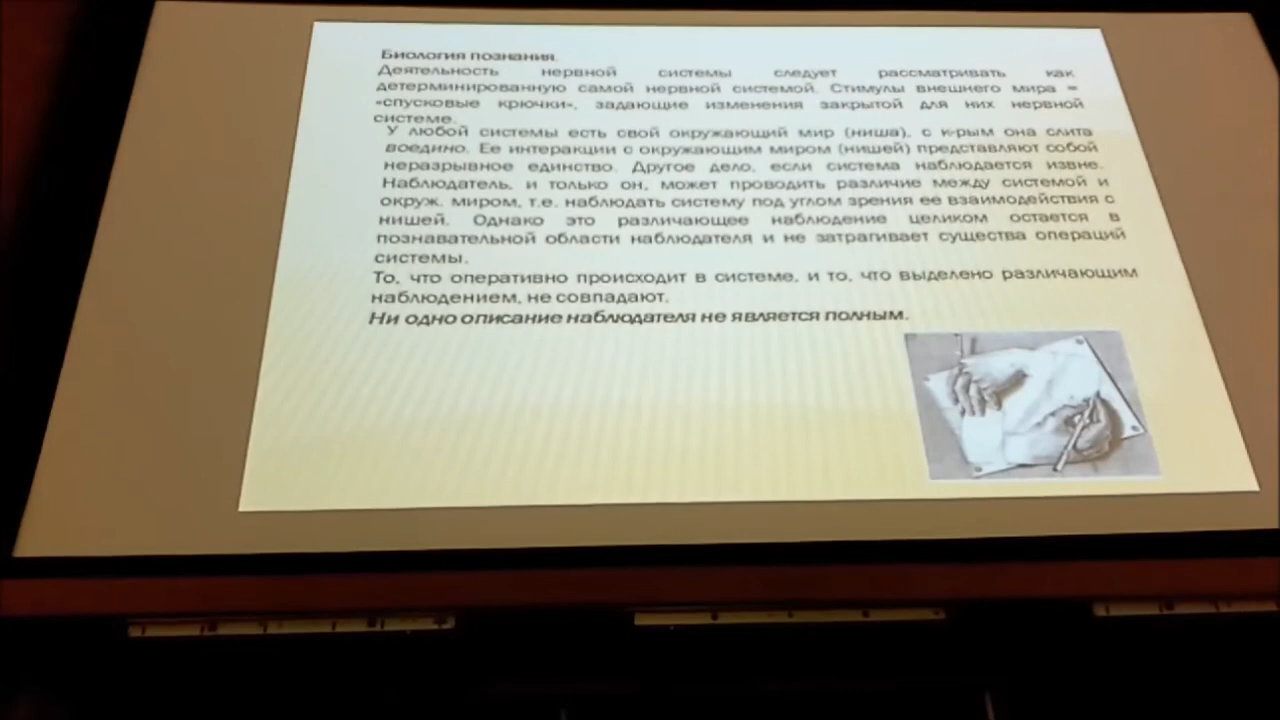 Биология познания.
Деятельность нервной системы следует рассматривать как
детерминированную самой нервной системой. Стимулы внешнего мира =
«спусковые крючки», задающие изменения закрытой для них нервной
системе.
У любой системы есть свой окружающий мир (ниша), с к-рым она слита
воедино. Ее интеракции с окружающим миром (нишей) представляют собой
неразрывное единство. Другое дело, если система наблюдается извне.
Наблюдатель, и только он, может проводить различие между системой и
окруж. миром, т.е. наблюдать систему под углом зрения ее взаимодействия с
нишей. Однако это различающее наблюдение целиком остается в
познавательной области наблюдателя и не затрагивает существа операций
системы.
То, что оперативно происходит в системе, и то, что выделено различающим
наблюдением, не совпадают.
Ни одно описание наблюдателя не является полным.